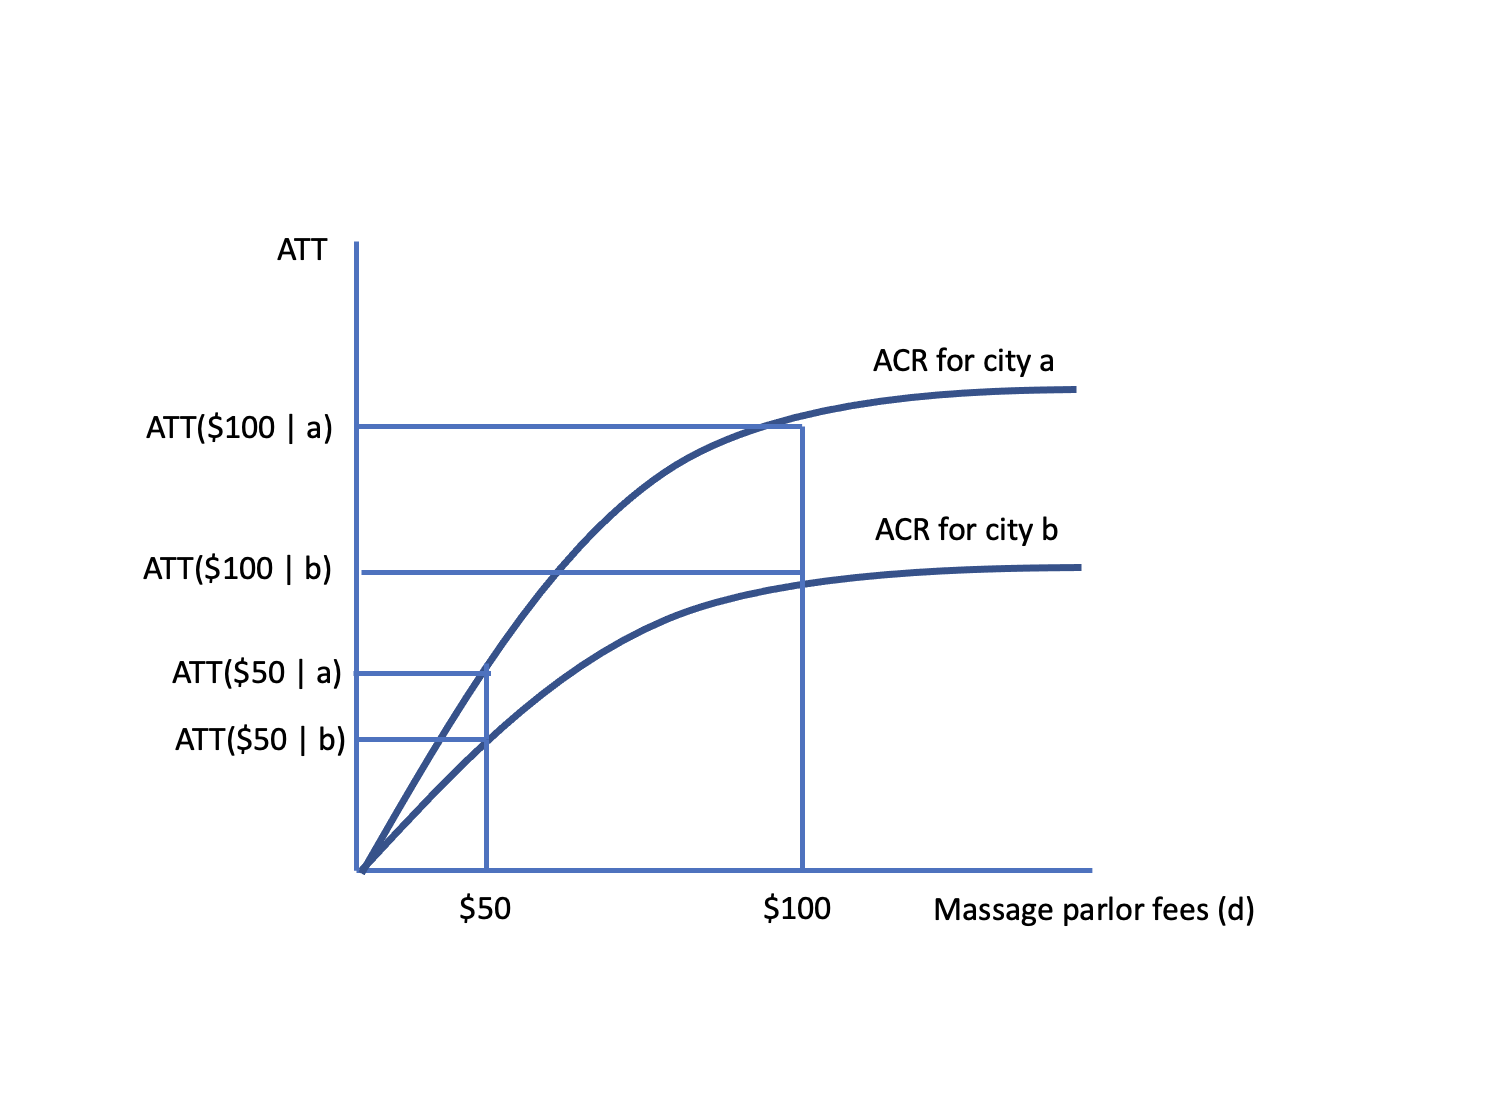 ATT
ACR for city a
ATT($100 | a)
ACR for city b
ATT($100 | b)
ATT($50 | a)
ATT($50 | b)
$50
$100
Massage parlor fees (d)